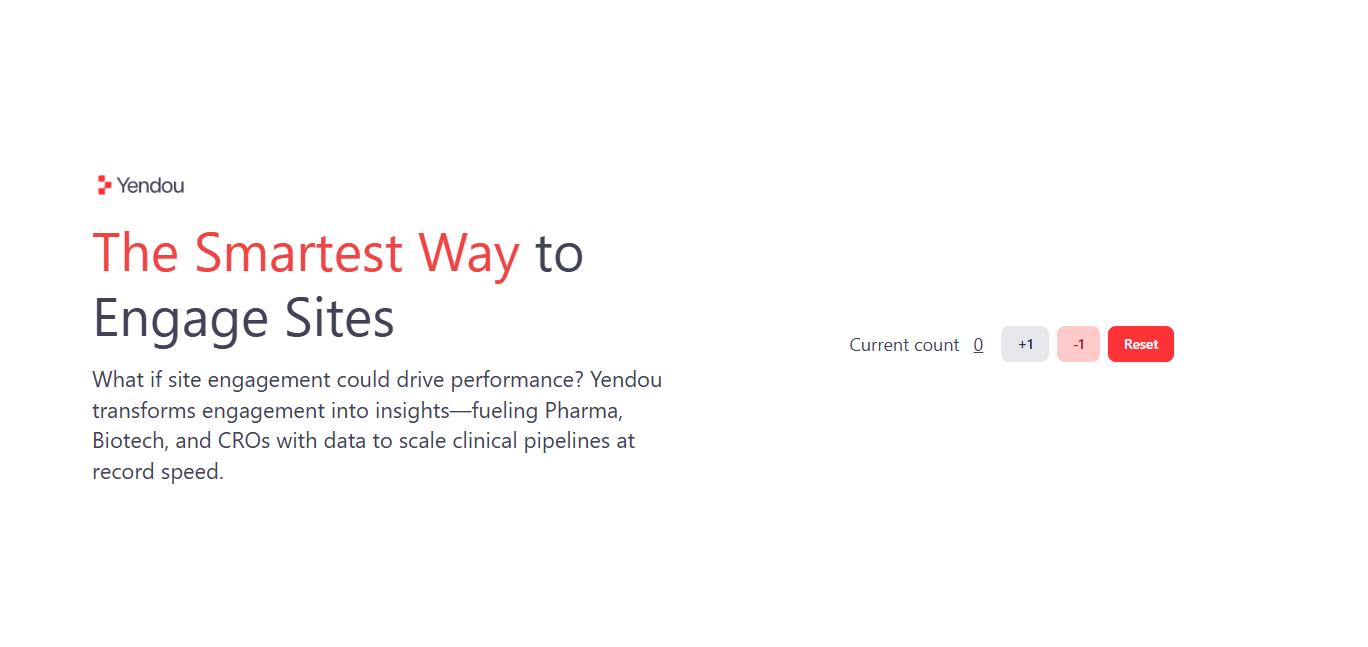 Yendou
The Smartest Way to
Engage Sites
What if site engagement could drive performance? Yendou
transforms engagement into insights—fueling Pharma,
Biotech, and CROs with data to scale clinical pipelines at
record speed.
Current count 0 +1 -1 Reset